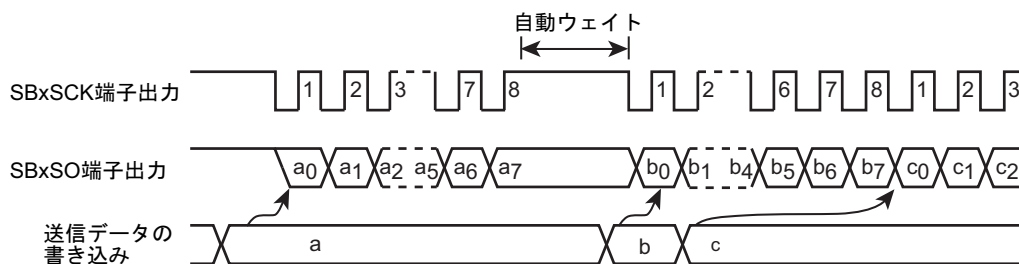 自動ウェイト
SBxSCK端子出力
1 2 3 7 8 1 2 6 7 8 1 2 3
SBxSO端子出力
a0 a1 a2 a5 a6 a7 b0 b1 b4 b5 b6 b7 c0 c1 c2
送信データの
書き込み
a b c